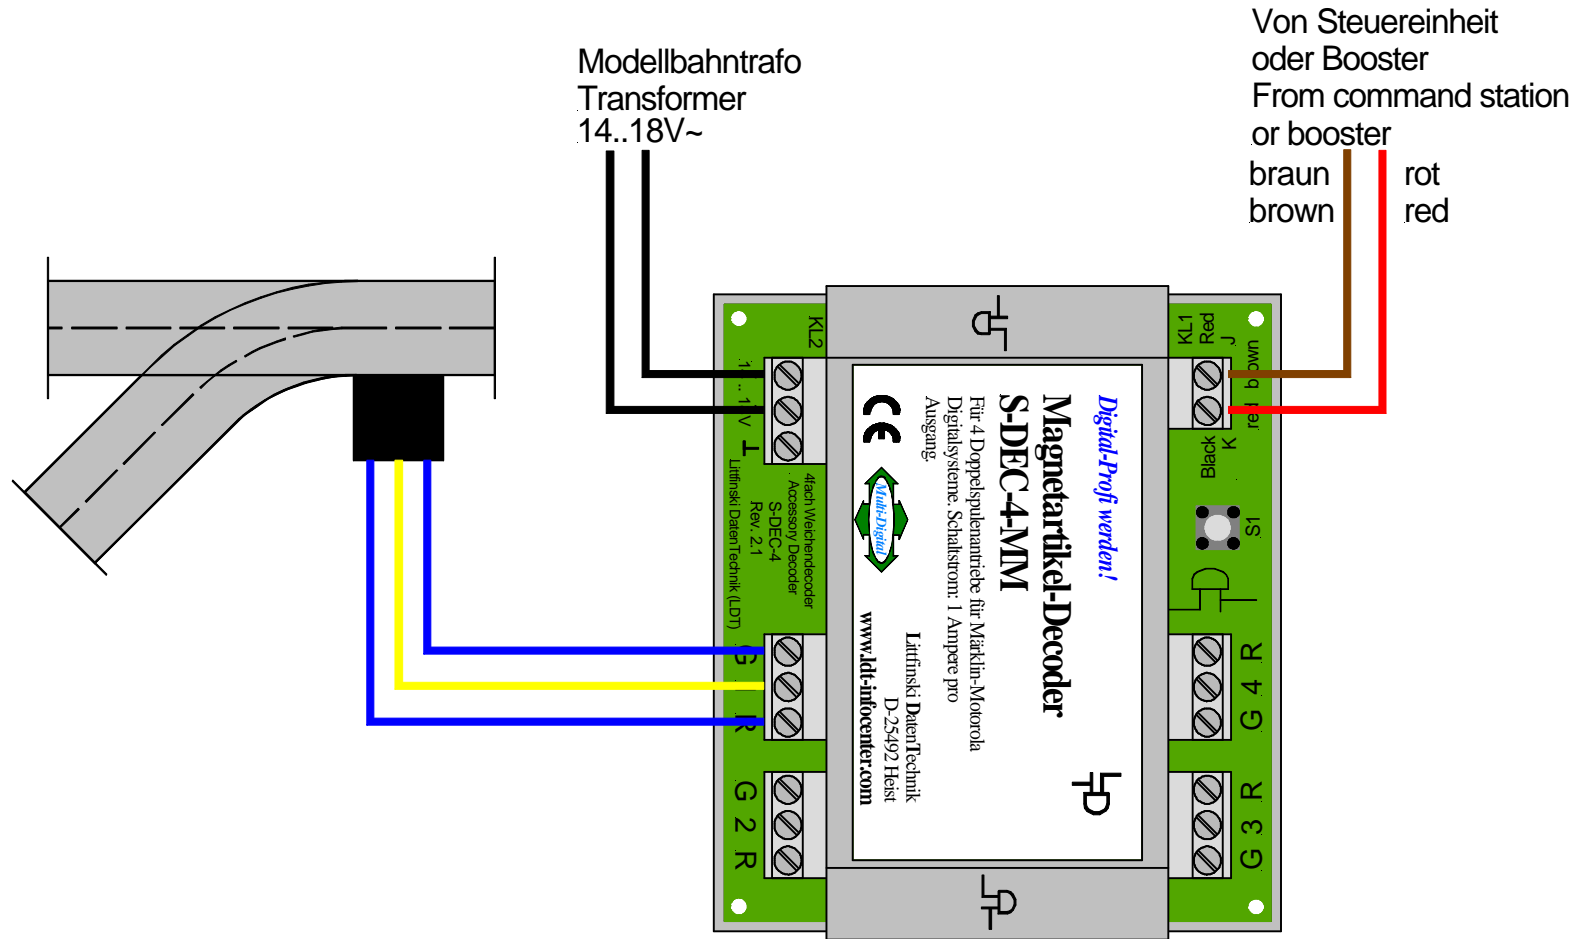 Modellbahntrafo
Transformer
14..18V~
Von Steuereinheit
oder Booster
From command station
or booster
braun
brown
rot
red
KL2
Littfinski DatenTechnik (LDT)
4fach Weichendecoder
Accessory Decoder
S-DEC-4
Rev. 2.1
G
R
G
2
R
Digital-Profi werden!
Magnetartikel-Decoder
S-DEC-4-MM
Für 4 Doppelspulenantriebe für Märklin-Motorola
Digitalsysteme. Schaltstrom: 1 Ampere pro
Ausgang.
CE
Multi-Digital
Littfinski DatenTechnik
D-25492 Heist
www.ldt-infocenter.com
KL1
Red
J
brown
red
K
Black
S1
R
4
G
R
3
G